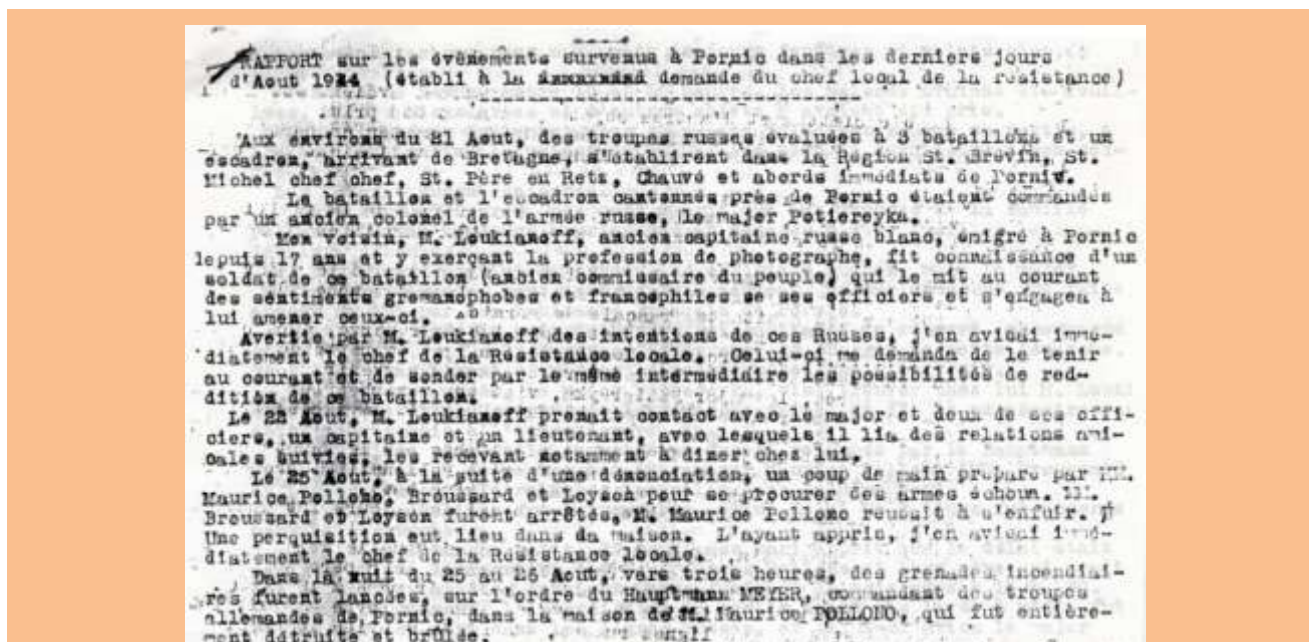 RAPPORT sur les évènements survenus à Pornic dans les derniers jours
d'Aout 1944 (établi à la demande du chef local de la resistance)
Aux environs du 21 Aout, des troupes russes évaluées à 3 bataillons et un
escadron, arrivant de Bretagne, s'établirent dans la Région St. Brevin, St.
Michel chef chef, St. Père en Retz, Chauvé et abords immédiats de Pornic.
Le bataillon et l'escadron cantonnés près de Pornic étaient commandés
par un ancien colonel de l'armée russe, le major Potiereyka.
Mon voisin, M. Loukianoff, ancien capitaine russe blanc, émigré à Pornic
depuis 17 ans et y exerçant la profession de photographe, fit connaissance d'un
soldat de ce bataillon (ancien commissaire du peuple) qui le mit au courant
des sentiments gremanophobes et francophiles se ses officiers et s'engagea à
lui amener ceux-ci.
Avertie par M. Loukianoff des intentions de ces Russes, j'en avisai immé-
diatement le chef de la Resistance locale. Celui-ci me demanda de le tenir
au courant et de sonder par le même intermédiaire les possibilités de red-
dition de ce bataillon.
Le 22 Aout, M. Loukianoff prenait contact avec le major et deux de ses offi-
ciers, un capitaine et un lieutenant, avec lesquels il lia des relations ami-
cales suivies, les recevant notamment à diner chez lui.
Le 25 Aout, à la suite d'une dénonciation, un coup de main préparé par MM.
Maurice Pollono, Broussard et Loyson pour se procurer des armes échoua. MM.
Broussard et Loyson furent arrêtés, M. Maurice Pollono reussit à s'enfuir.
Une perquisition eut lieu dans da maison. L'ayant appris, j'en avisai immé-
diatement le chef de la Resistance locale.
Dans la nuit du 25 au 26 Aout, vers trois heures, des grenades incendiai-
res furent lancées, sur l'ordre du Hauptmann MEYER, commandant des troupes
allemandes de Pornic, dans la maison de M. Maurice POLLONO, qui fut entière-
ment détruite et brûlée.